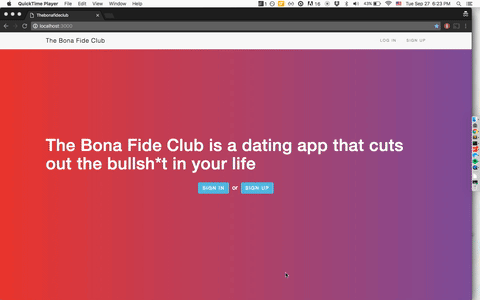 QuickTime Player File Edit View Window Help
16 43% Tue Sep 27 6:23 PM
Thebonafideclub
localhost:3000
The Bona Fide Club LOG IN SIGN UP
The Bona Fide Club is a dating app that cuts
out the bullsh*t in your life
SIGN IN or SIGN UP